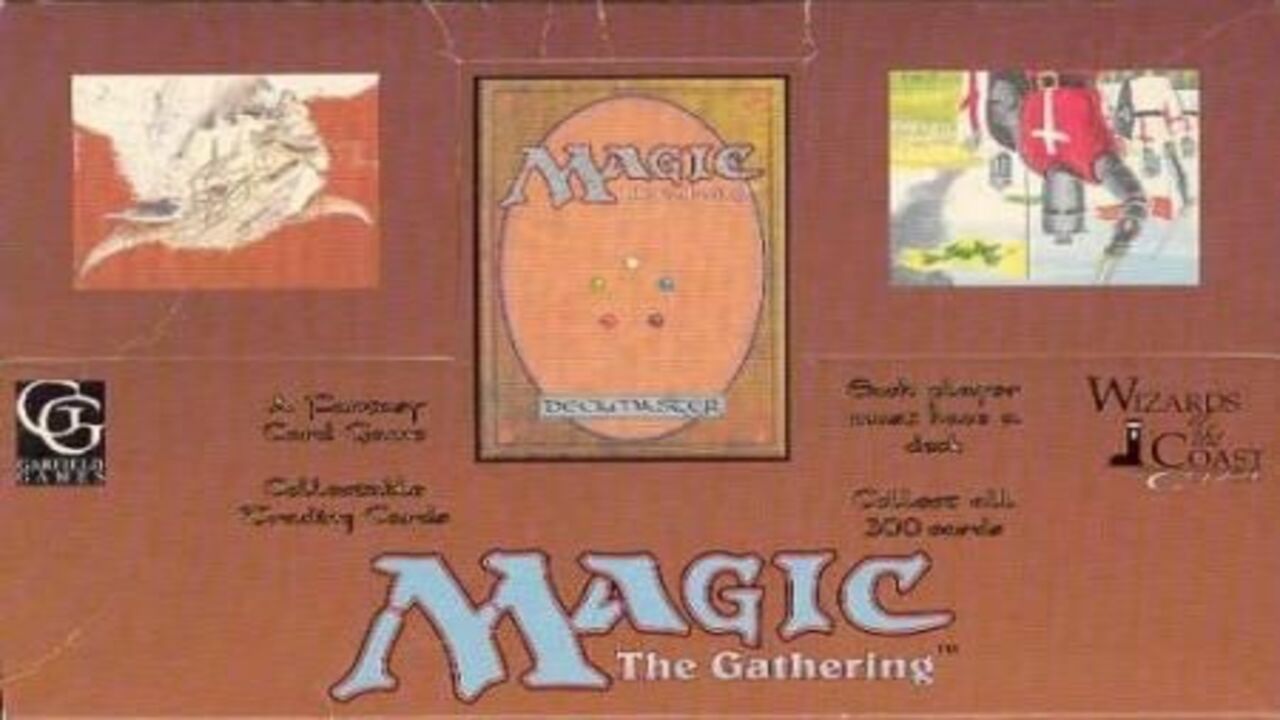 MAGIC
DECKMASTER
GARFIELD
GAMES
A Fantasy
Card Game
Collectable
Trading Cards
Each player
must have a
deck
Collect all
300 cards
WIZARDS
of the
COAST
MAGIC
The Gathering™